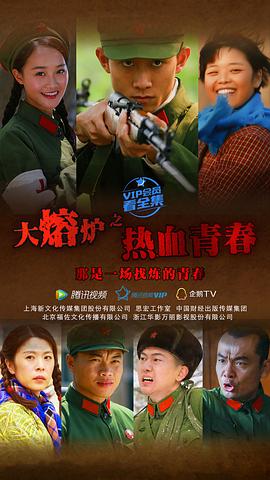 VIP会员
看全集
大熔炉之热血青春
那是一场找炼的青春
腾讯视频 腾讯视频VIP 企鹅TV
上海新文化传媒集团股份有限公司 思宏工作室 中国财经出版传媒集团
北京福佐文化传播有限公司 浙江华影万丽影视股份有限公司